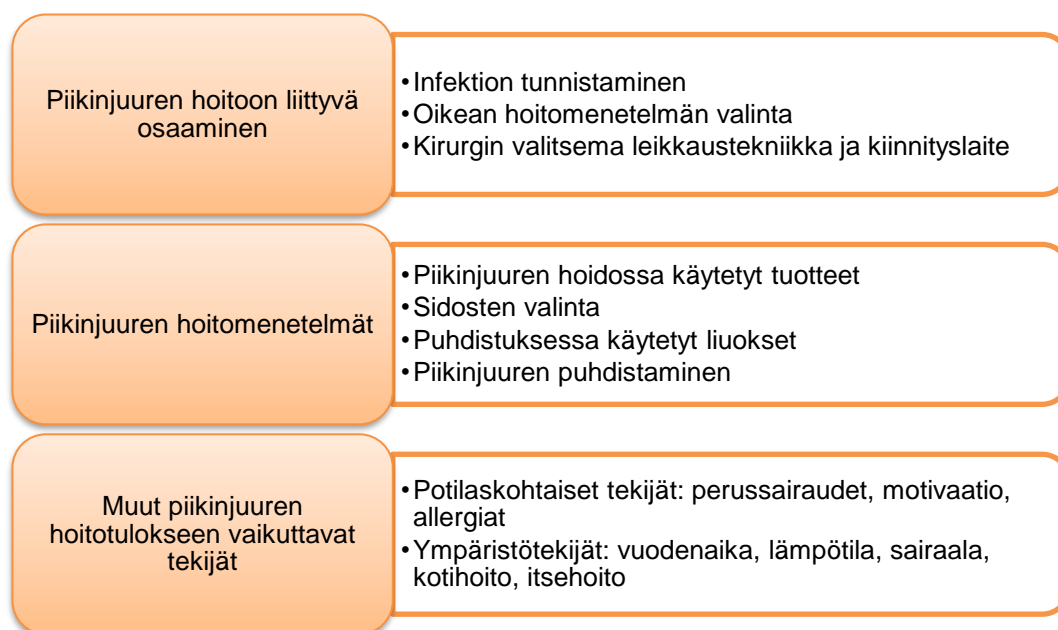 Piikinjuuren hoitoon liittyvä
osaaminen
•Infektion tunnistaminen
•Oikean hoitomenetelmän valinta
•Kirurgin valitsema leikkaustekniikka ja kiinnityslaite
Piikinjuuren hoitomenetelmät
•Piikinjuuren hoidossa käytetyt tuotteet
•Sidosten valinta
•Puhdistuksessa käytetyt liuokset
•Piikinjuuren puhdistaminen
Muut piikinjuuren
hoitotulokseen vaikuttavat
tekijät
•Potilaskohtaiset tekijät: perussairaudet, motivaatio,
allergiat
•Ympäristötekijät: vuodenaika, lämpötila, sairaala,
kotihoito, itsehoito